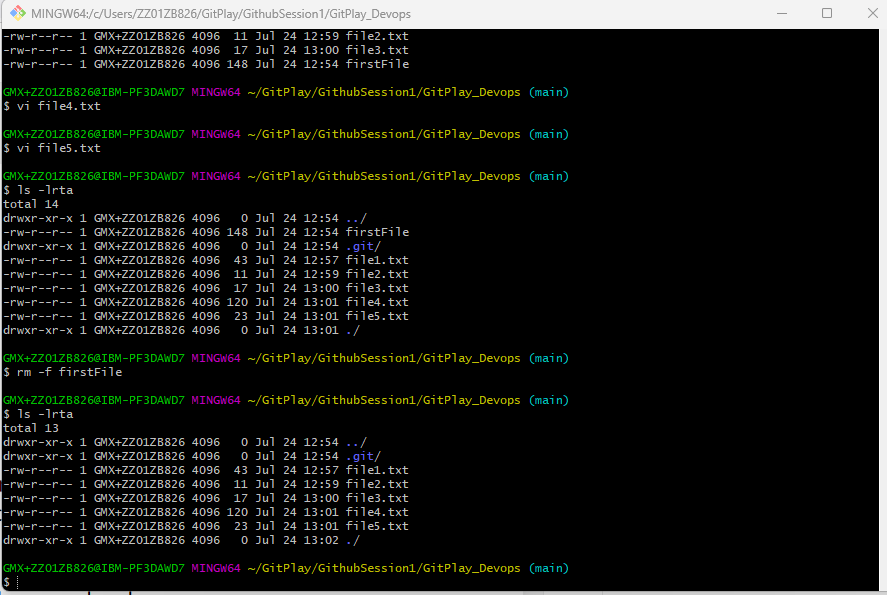 MINGW64:/c/Users/ZZ01ZB826/GitPlay/GithubSession1/GitPlay_Devops
-rw-r--r-- 1 GMX+ZZ01ZB826 4096  11 Jul 24 12:59 file2.txt
-rw-r--r-- 1 GMX+ZZ01ZB826 4096  17 Jul 24 13:00 file3.txt
-rw-r--r-- 1 GMX+ZZ01ZB826 4096 148 Jul 24 12:54 firstFile
GMX+ZZ01ZB826@IBM-PF3DAWD7 MINGW64 ~/GitPlay/GithubSession1/GitPlay_Devops (main)
$ vi file4.txt
GMX+ZZ01ZB826@IBM-PF3DAWD7 MINGW64 ~/GitPlay/GithubSession1/GitPlay_Devops (main)
$ vi file5.txt
GMX+ZZ01ZB826@IBM-PF3DAWD7 MINGW64 ~/GitPlay/GithubSession1/GitPlay_Devops (main)
$ ls -lrta
total 14
drwxr-xr-x 1 GMX+ZZ01ZB826 4096   0 Jul 24 12:54 ../
-rw-r--r-- 1 GMX+ZZ01ZB826 4096 148 Jul 24 12:54 firstFile
drwxr-xr-x 1 GMX+ZZ01ZB826 4096   0 Jul 24 12:54 .git/
-rw-r--r-- 1 GMX+ZZ01ZB826 4096  43 Jul 24 12:57 file1.txt
-rw-r--r-- 1 GMX+ZZ01ZB826 4096  11 Jul 24 12:59 file2.txt
-rw-r--r-- 1 GMX+ZZ01ZB826 4096  17 Jul 24 13:00 file3.txt
-rw-r--r-- 1 GMX+ZZ01ZB826 4096 120 Jul 24 13:01 file4.txt
-rw-r--r-- 1 GMX+ZZ01ZB826 4096  23 Jul 24 13:01 file5.txt
drwxr-xr-x 1 GMX+ZZ01ZB826 4096   0 Jul 24 13:01 ./
GMX+ZZ01ZB826@IBM-PF3DAWD7 MINGW64 ~/GitPlay/GithubSession1/GitPlay_Devops (main)
$ rm -f firstFile
GMX+ZZ01ZB826@IBM-PF3DAWD7 MINGW64 ~/GitPlay/GithubSession1/GitPlay_Devops (main)
$ ls -lrta
total 13
drwxr-xr-x 1 GMX+ZZ01ZB826 4096   0 Jul 24 12:54 ../
drwxr-xr-x 1 GMX+ZZ01ZB826 4096   0 Jul 24 12:54 .git/
-rw-r--r-- 1 GMX+ZZ01ZB826 4096  43 Jul 24 12:57 file1.txt
-rw-r--r-- 1 GMX+ZZ01ZB826 4096  11 Jul 24 12:59 file2.txt
-rw-r--r-- 1 GMX+ZZ01ZB826 4096  17 Jul 24 13:00 file3.txt
-rw-r--r-- 1 GMX+ZZ01ZB826 4096 120 Jul 24 13:01 file4.txt
-rw-r--r-- 1 GMX+ZZ01ZB826 4096  23 Jul 24 13:01 file5.txt
drwxr-xr-x 1 GMX+ZZ01ZB826 4096   0 Jul 24 13:02 ./
GMX+ZZ01ZB826@IBM-PF3DAWD7 MINGW64 ~/GitPlay/GithubSession1/GitPlay_Devops (main)
$